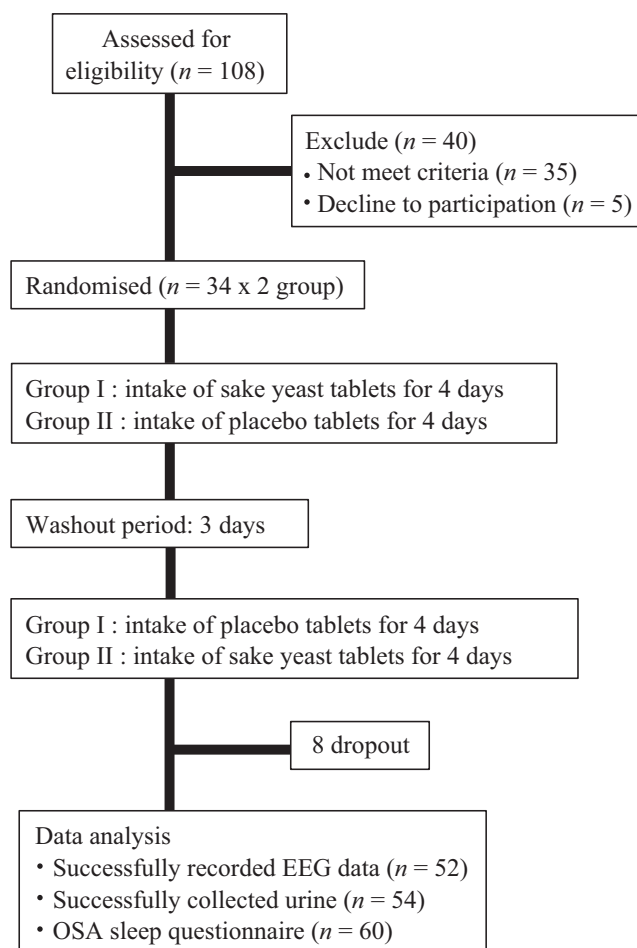 Assessed for
eligibility (n = 108)
Exclude (n = 40)
• Not meet criteria (n = 35)
• Decline to participation (n = 5)
Randomised (n = 34 x 2 group)
Group I : intake of sake yeast tablets for 4 days
Group II : intake of placebo tablets for 4 days
Washout period: 3 days
Group I : intake of placebo tablets for 4 days
Group II : intake of sake yeast tablets for 4 days
8 dropout
Data analysis
• Successfully recorded EEG data (n = 52)
• Successfully collected urine (n = 54)
• OSA sleep questionnaire (n = 60)